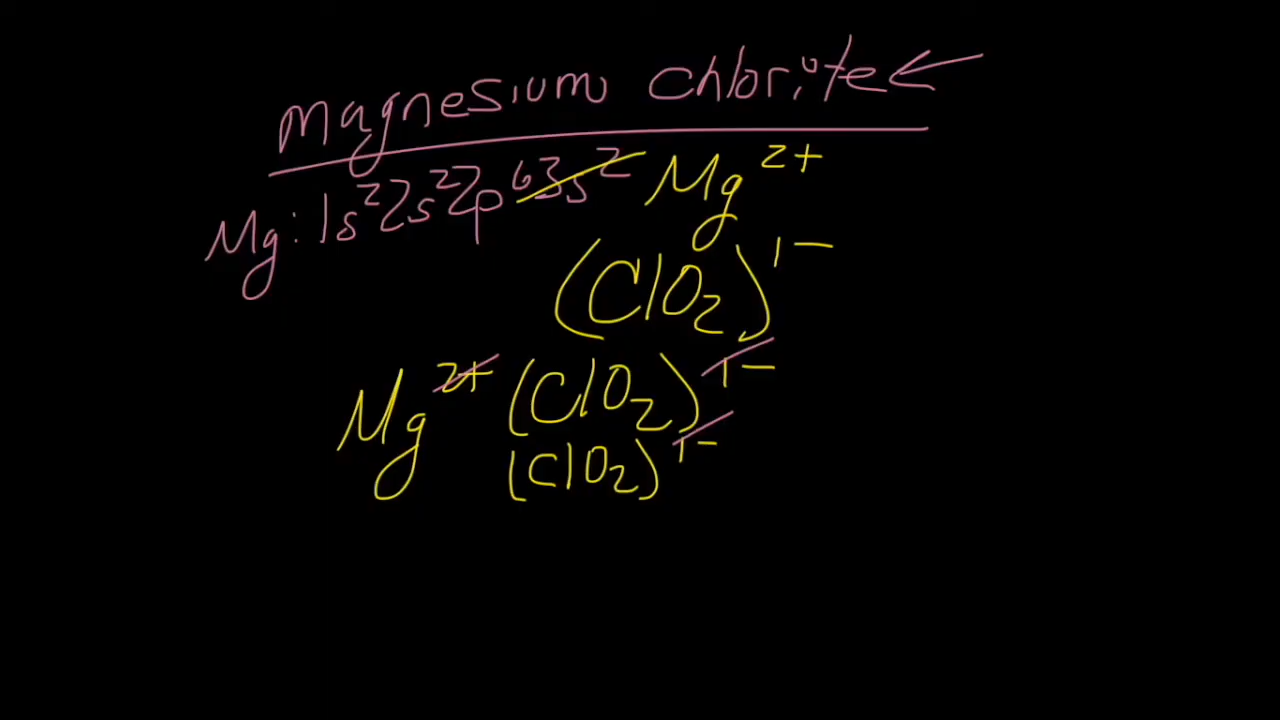 Magnesium Chlorite
Mg: 1s²2s²2p⁶3s² Mg²⁺
(ClO₂)¹⁻
Mg²⁺ (ClO₂)¹⁻
(ClO₂)¹⁻